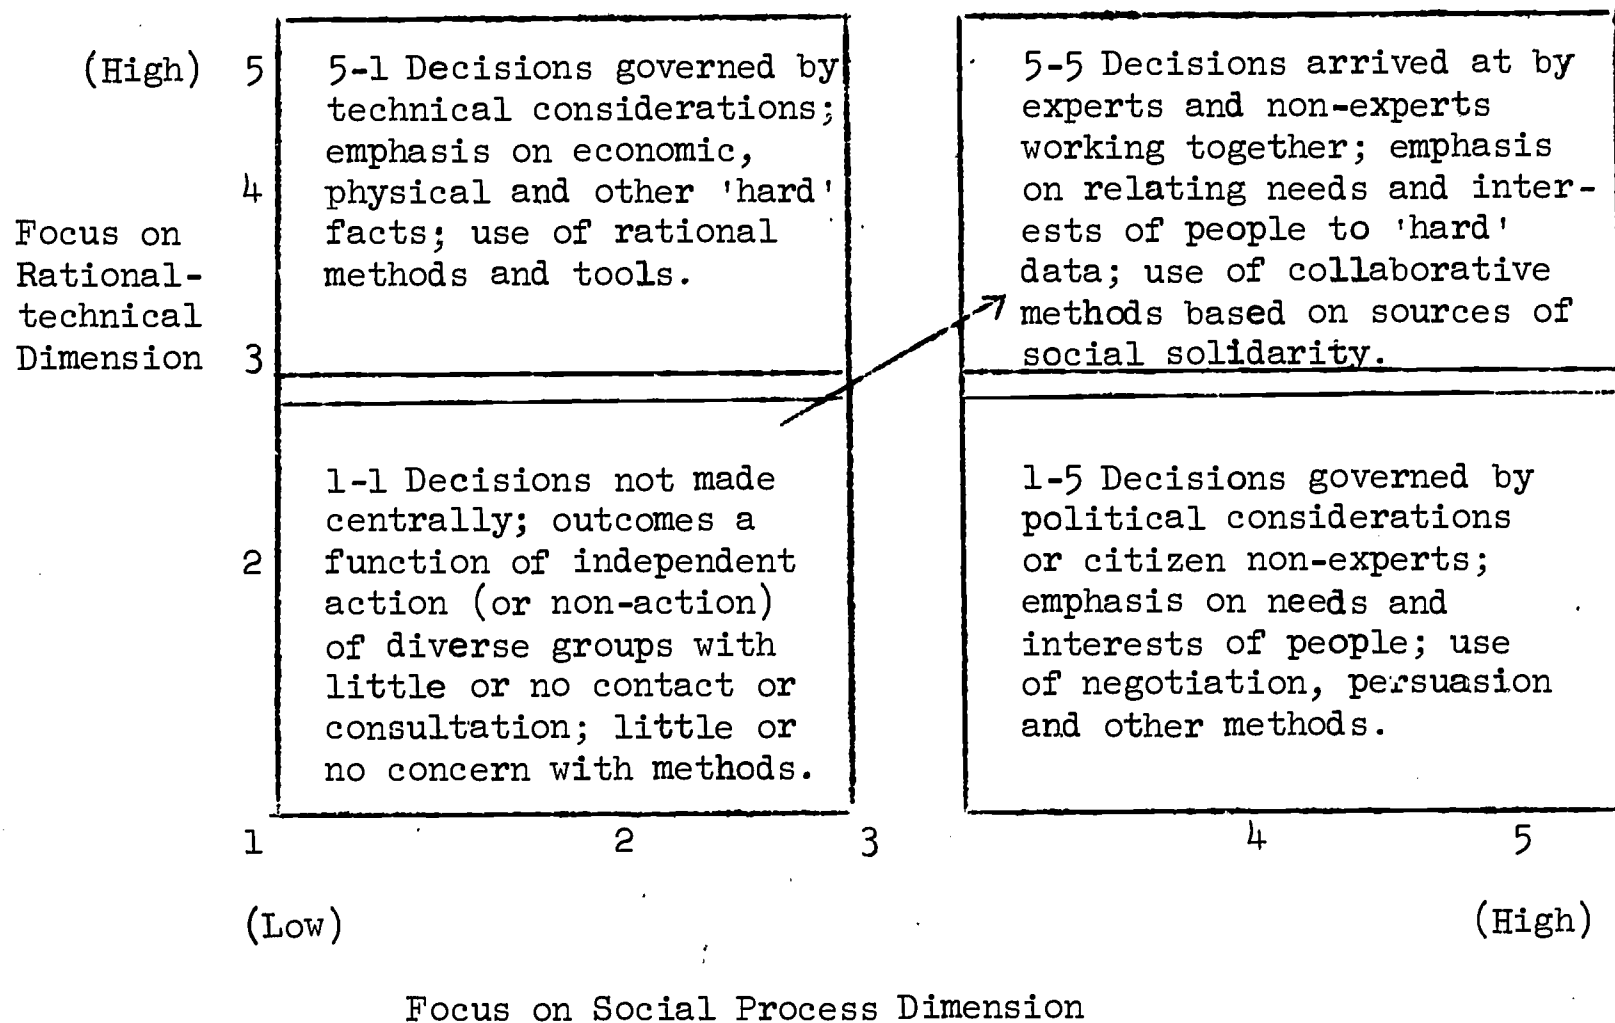 (High) 5
5-1 Decisions governed by
technical considerations;
emphasis on economic,
physical and other 'hard'
facts; use of rational
methods and tools.
4
Focus on
Rational-
technical
Dimension
3
5-5 Decisions arrived at by
experts and non-experts
working together; emphasis
on relating needs and inter-
ests of people to 'hard'
data; use of collaborative
methods based on sources of
social solidarity.
2
1-1 Decisions not made
centrally; outcomes a
function of independent
action (or non-action)
of diverse groups with
little or no contact or
consultation; little or
no concern with methods.
1-5 Decisions governed by
political considerations
or citizen non-experts;
emphasis on needs and
interests of people; use
of negotiation, persuasion
and other methods.
1 2 3 4 5
(Low) (High)
Focus on Social Process Dimension